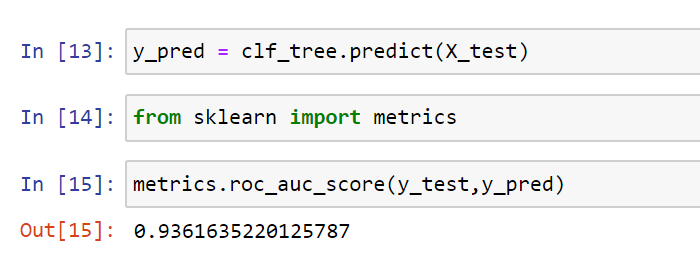 In [13]: y_pred = clf_tree.predict(X_test)
In [14]: from sklearn import metrics
In [15]: metrics.roc_auc_score(y_test,y_pred)
Out[15]: 0.9361635220125787